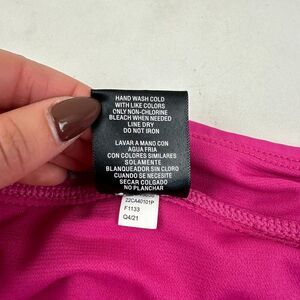 HAND WASH COLD
WITH LIKE COLORS
ONLY NON-CHLORINE
BLEACH WHEN NEEDED
LINE DRY
DO NOT IRON
LAVAR A MANO CON
AGUA FRIA
CON COLORES SIMILARES
SOLAMENTE
BLANQUEADOR SIN CLORO
CUANDO SE NECESITE
SECAR COLGADO
NO PLANCHAR
22CA40101P
F1133
Q4/21